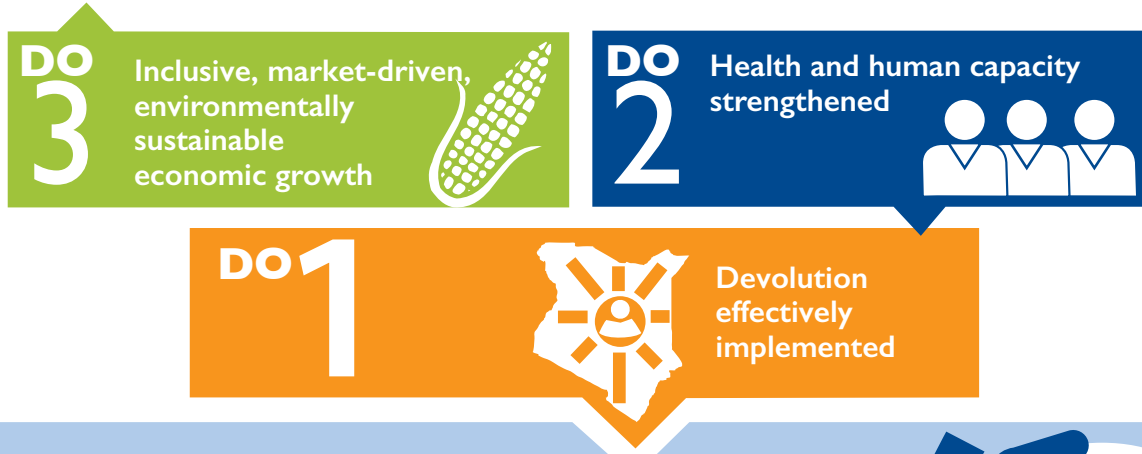 DO
3
Inclusive, market-driven,
environmentally
sustainable
economic growth
DO
2
Health and human capacity
strengthened
DO 1
Devolution
effectively
implemented